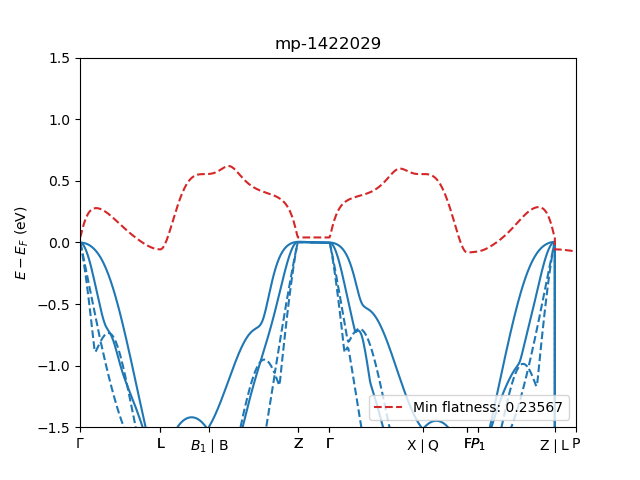 mp-1422029
E − E_F (eV)
1.5
1.0
0.5
0.0
−0.5
−1.0
−1.5
Γ L B₁ | B Z Γ X | Q F P₁ Z | L P
Min flatness: 0.23567